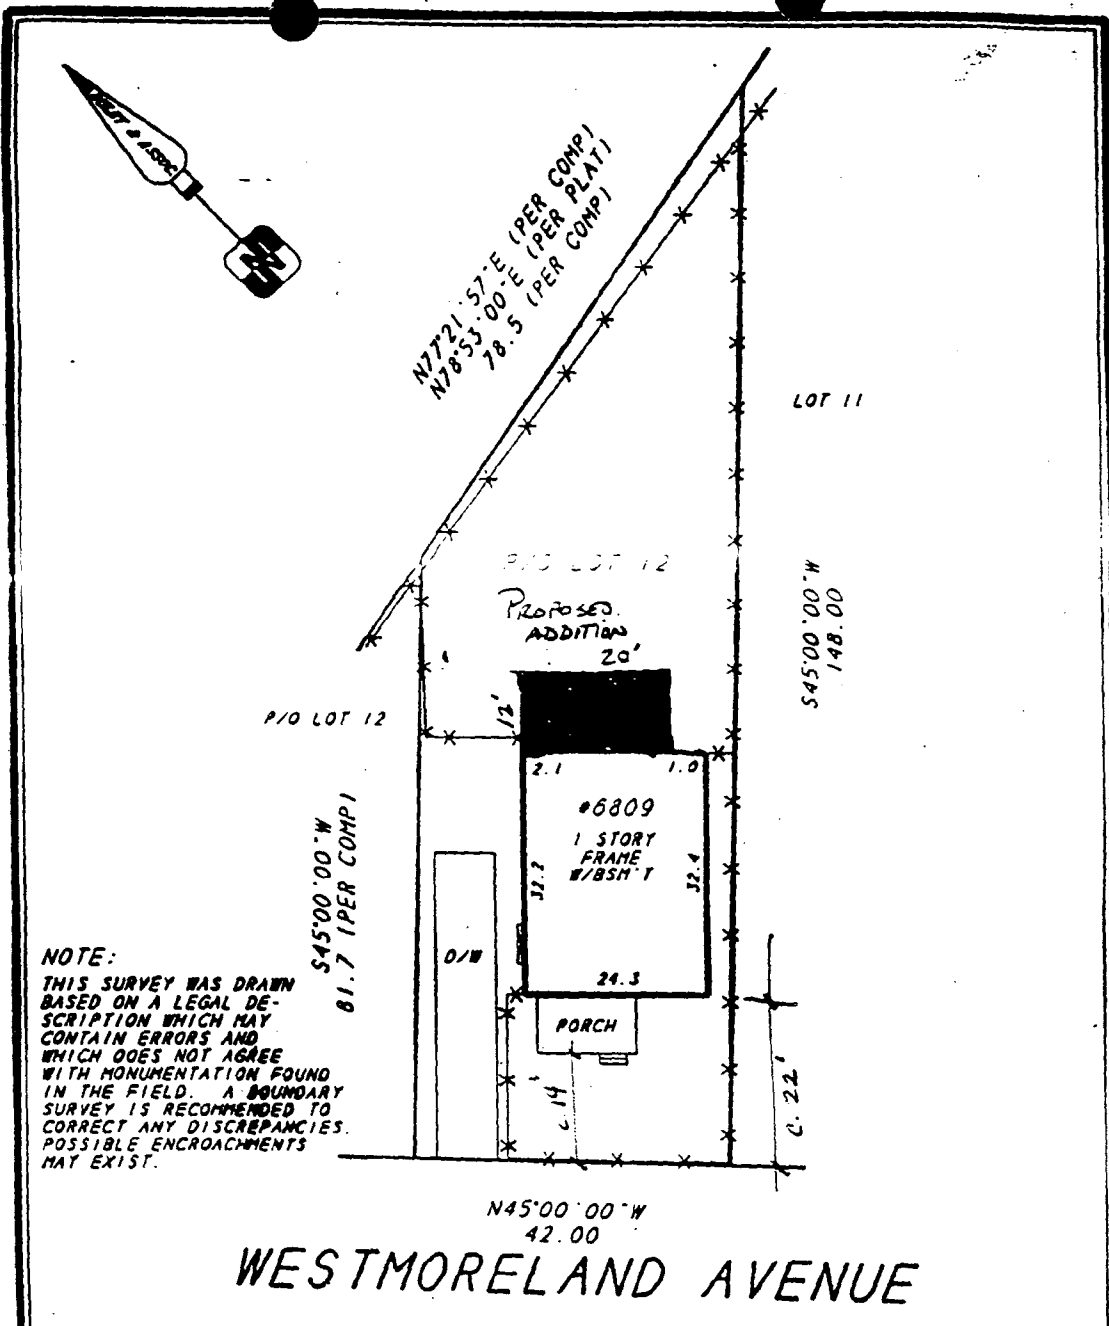 & ASSOC
N77°21'57"E (PER COMP)
N78°53'00"E (PER PLAT)
78.5 (PER COMP)
LOT 11
P/O LOT 12
PROPOSED
ADDITION
20'
S45°00'00"W
148.00
P/O LOT 12
12'
2.1
1.0
#6809
1 STORY
FRAME
W/BSM'T
32.2
32.4
S45°00'00"W
81.7 (PER COMP)
D/W
24.3
PORCH
NOTE:
THIS SURVEY WAS DRAWN
BASED ON A LEGAL DE-
SCRIPTION WHICH MAY
CONTAIN ERRORS AND
WHICH DOES NOT AGREE
WITH MONUMENTATION FOUND
IN THE FIELD. A BOUNDARY
SURVEY IS RECOMMENDED TO
CORRECT ANY DISCREPANCIES.
POSSIBLE ENCROACHMENTS
MAY EXIST.
c. 14'
C. 22'
N45°00'00"W
42.00
WESTMORELAND AVENUE